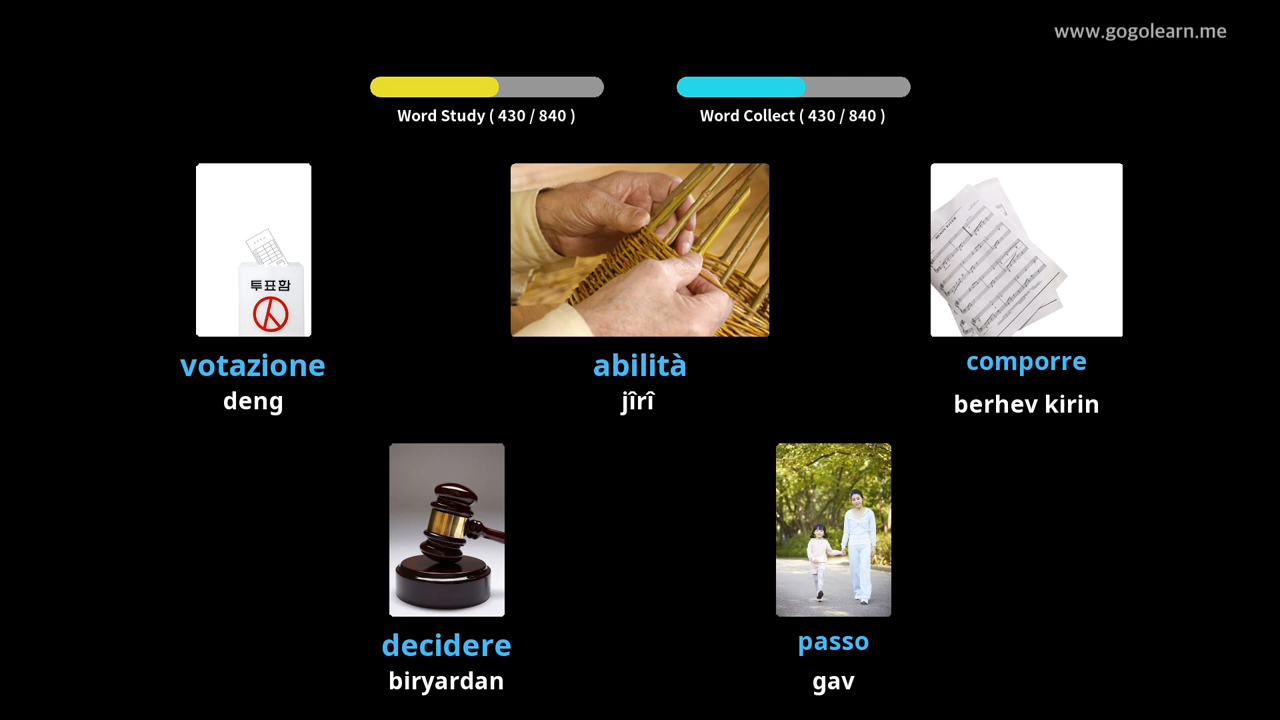 www.gogolearn.me
Word Study ( 430 / 840 )
Word Collect ( 430 / 840 )
투표함
votazione
deng
abilità
jîrî
comporre
berhev kirin
decidere
biryardan
passo
gav